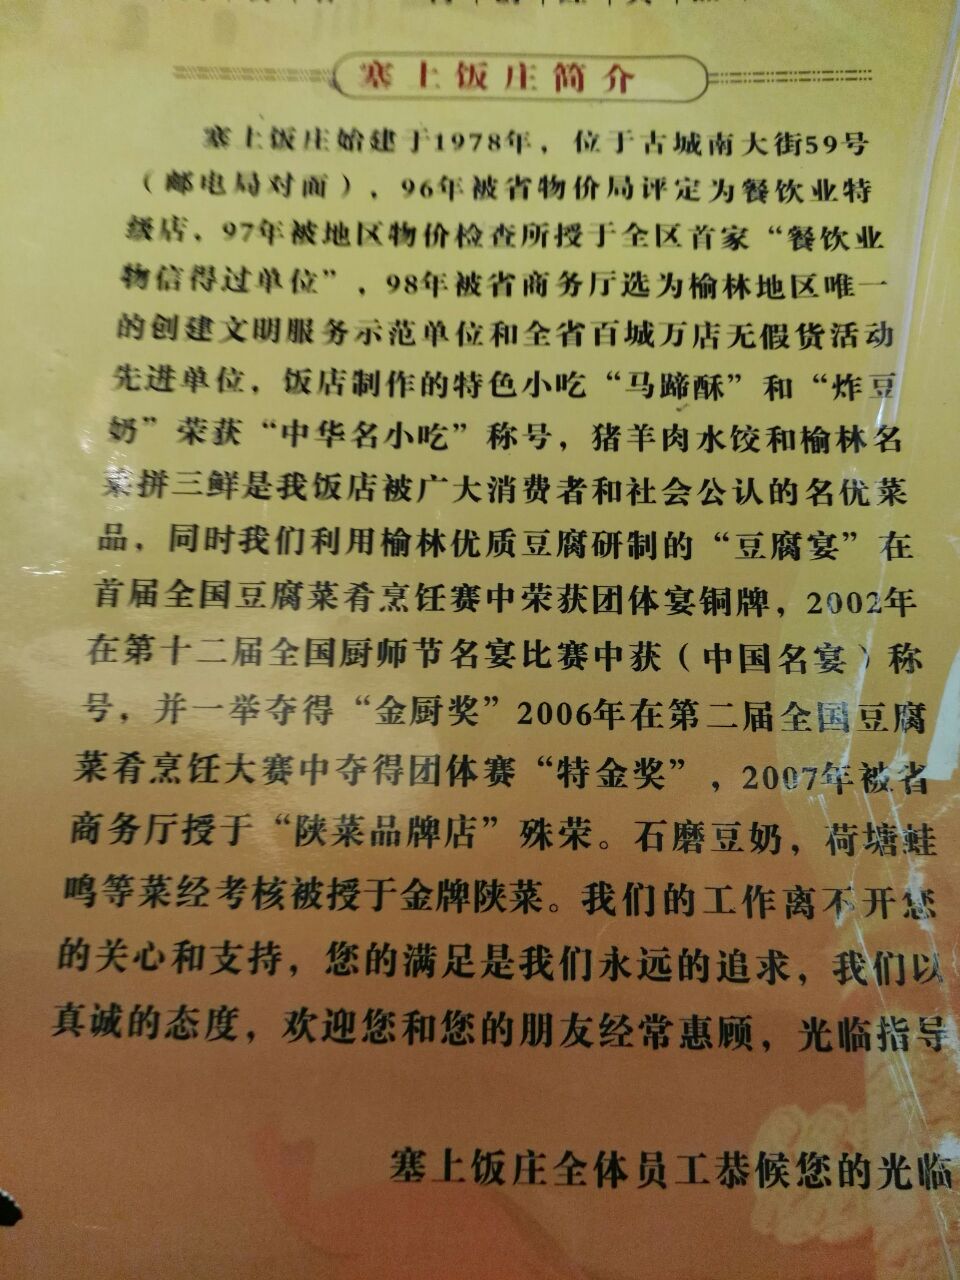 塞上饭庄简介
塞上饭庄始建于1978年，位于古城南大街59号
（邮电局对面），96年被省物价局评定为餐饮业特
级店，97年被地区物价检查所授于全区首家“餐饮业
物信得过单位”，98年被省商务厅选为榆林地区唯一
的创建文明服务示范单位和全省百城万店无假货活动
先进单位，饭店制作的特色小吃“马蹄酥”和“炸豆
奶”荣获“中华名小吃”称号，猪羊肉水饺和榆林名
菜拼三鲜是我饭店被广大消费者和社会公认的名优菜
品，同时我们利用榆林优质豆腐研制的“豆腐宴”在
首届全国豆腐菜肴烹饪赛中荣获团体宴铜牌，2002年
在第十二届全国厨师节名宴比赛中获（中国名宴）称
号，并一举夺得“金厨奖”2006年在第二届全国豆腐
菜肴烹饪大赛中夺得团体赛“特金奖”，2007年被省
商务厅授于“陕菜品牌店”殊荣。石磨豆奶，荷塘蛙
鸣等菜经考核被授于金牌陕菜。我们的工作离不开您
的关心和支持，您的满足是我们永远的追求，我们以
真诚的态度，欢迎您和您的朋友经常惠顾，光临指导
塞上饭庄全体员工恭候您的光临